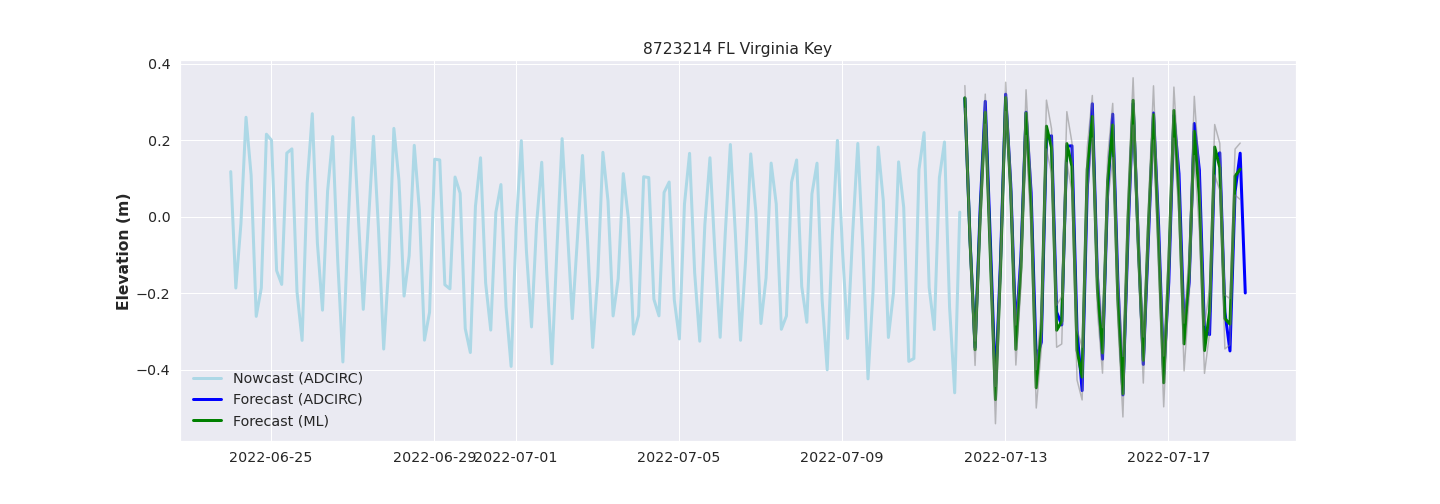 8723214 FL Virginia Key
Elevation (m)
0.4
0.2
0.0
−0.2
−0.4
Nowcast (ADCIRC)
Forecast (ADCIRC)
Forecast (ML)
2022-06-25 2022-06-29 2022-07-01 2022-07-05 2022-07-09 2022-07-13 2022-07-17